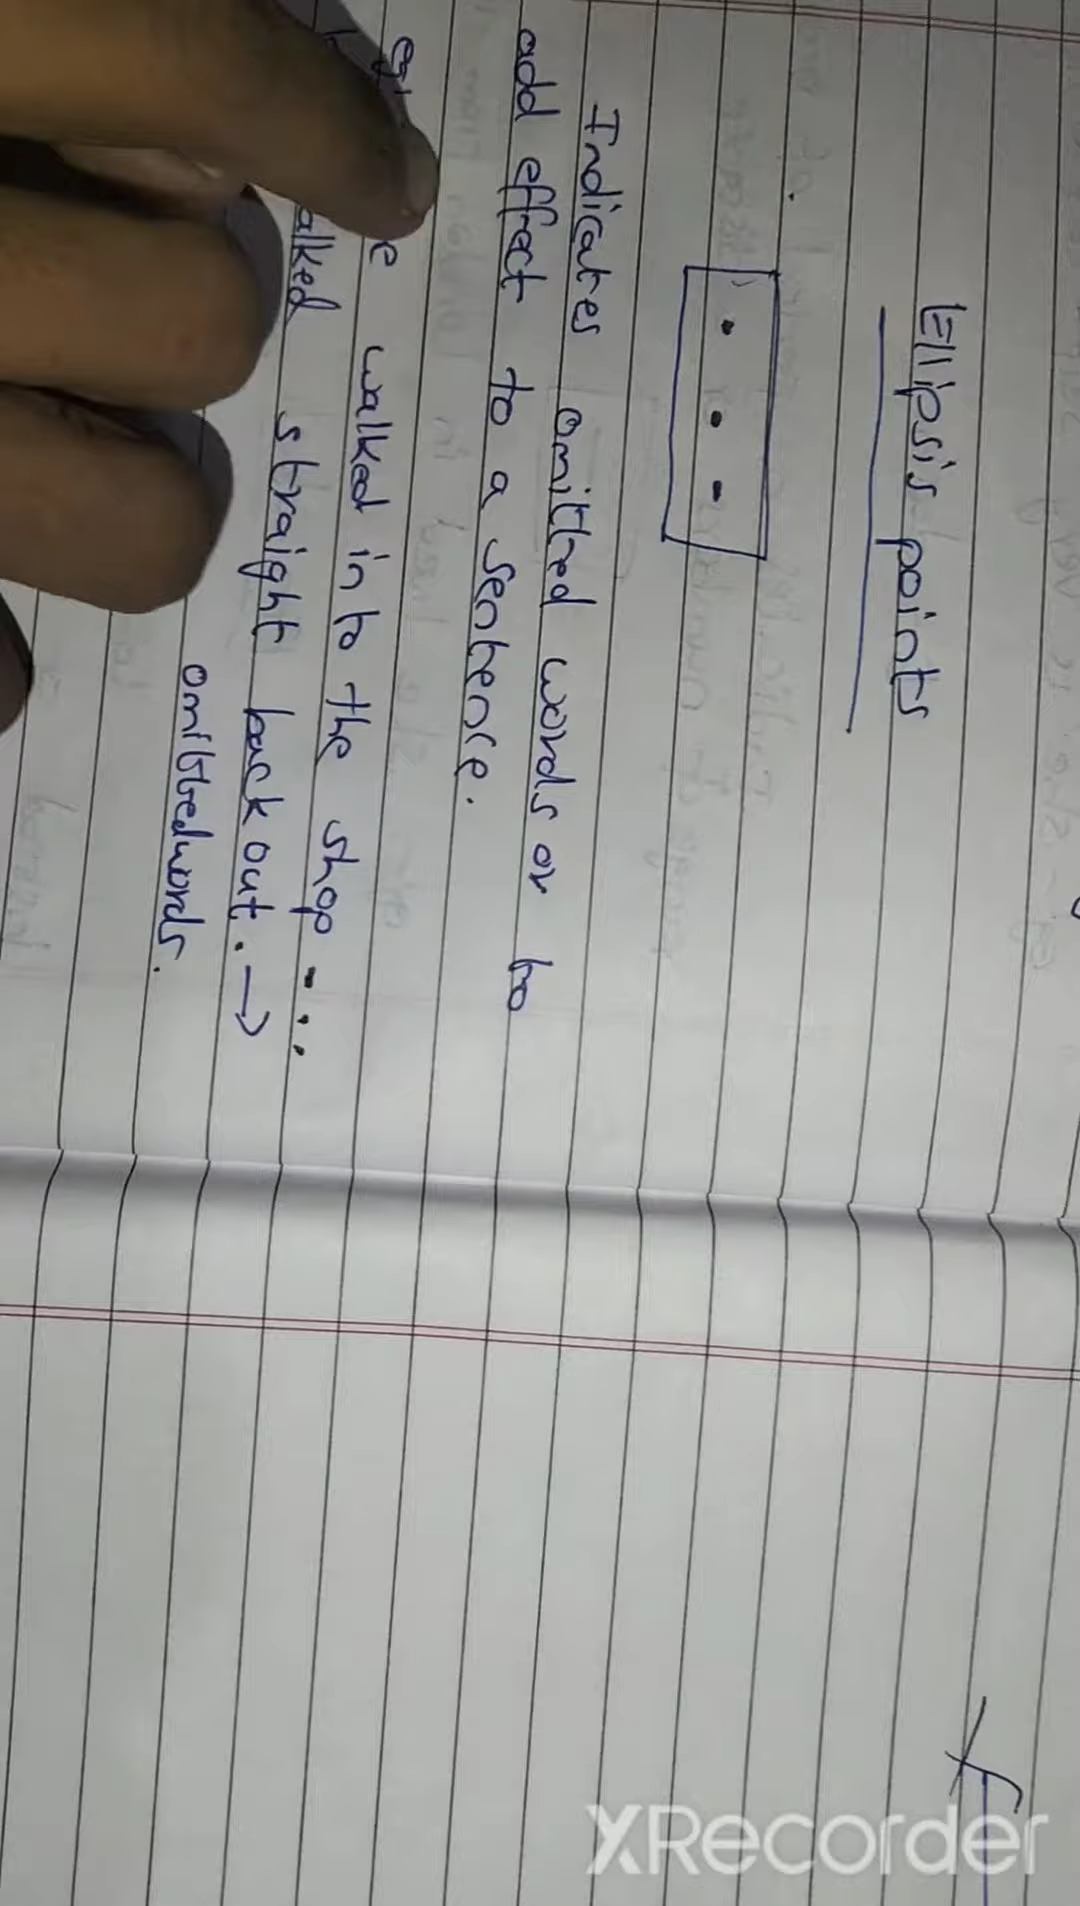 Ellipsis points
. . .
Indicates omitted words or to
add effect to a sentence.
eg:- walked into the shop ...
straight back out. →
omitted words.
XRecorder